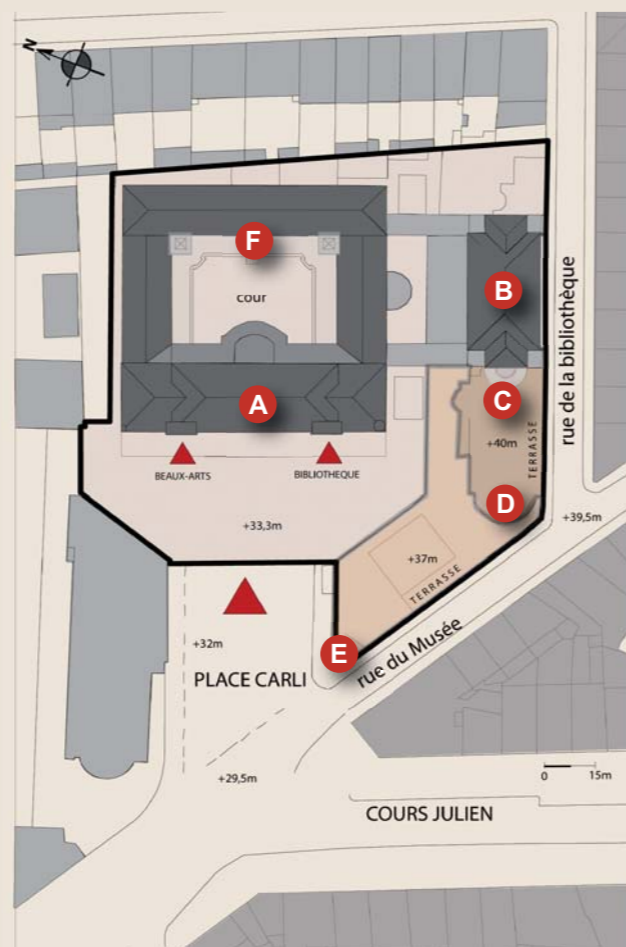 N
F
cour
B
rue de la bibliothèque
A
C
+40m
TERRASSE
BEAUX-ARTS
BIBLIOTHEQUE
D
+33,3m
+39,5m
+37m
TERRASSE
E
+32m
rue du Musée
PLACE CARLI
+29,5m
0 15m
COURS JULIEN